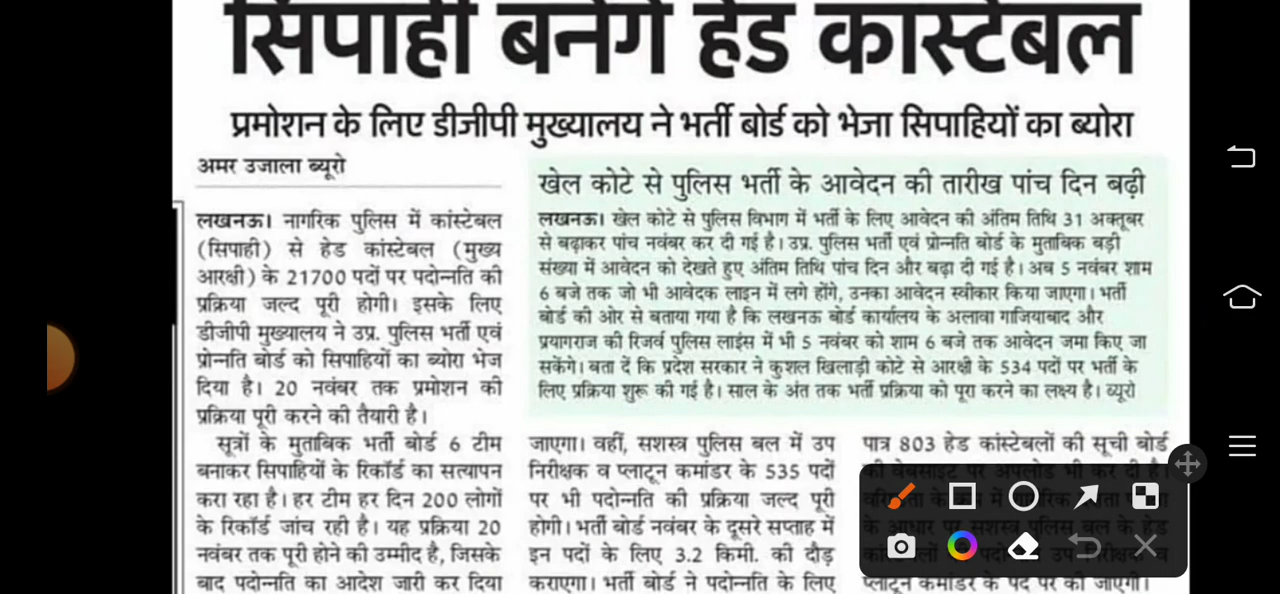 सिपाही बनेंगे हेड कांस्टेबल
प्रमोशन के लिए डीजीपी मुख्यालय ने भर्ती बोर्ड को भेजा सिपाहियों का ब्योरा
अमर उजाला ब्यूरो
लखनऊ। नागरिक पुलिस में कांस्टेबल
(सिपाही) से हेड कांस्टेबल (मुख्य
आरक्षी) के 21700 पदों पर पदोन्नति की
प्रक्रिया जल्द पूरी होगी। इसके लिए
डीजीपी मुख्यालय ने उप्र. पुलिस भर्ती एवं
प्रोन्नति बोर्ड को सिपाहियों का ब्योरा भेज
दिया है। 20 नवंबर तक प्रमोशन की
प्रक्रिया पूरी करने की तैयारी है।
सूत्रों के मुताबिक भर्ती बोर्ड 6 टीम
बनाकर सिपाहियों के रिकॉर्ड का सत्यापन
करा रहा है। हर टीम हर दिन 200 लोगों
के रिकॉर्ड जांच रही है। यह प्रक्रिया 20
नवंबर तक पूरी होने की उम्मीद है, जिसके
बाद पदोन्नति का आदेश जारी कर दिया
खेल कोटे से पुलिस भर्ती के आवेदन की तारीख पांच दिन बढ़ी
लखनऊ। खेल कोटे से पुलिस विभाग में भर्ती के लिए आवेदन की अंतिम तिथि 31 अक्तूबर
से बढ़ाकर पांच नवंबर कर दी गई है। उप्र. पुलिस भर्ती एवं प्रोन्नति बोर्ड के मुताबिक बड़ी
संख्या में आवेदन को देखते हुए अंतिम तिथि पांच दिन और बढ़ा दी गई है। अब 5 नवंबर शाम
6 बजे तक जो भी आवेदक लाइन में लगे होंगे, उनका आवेदन स्वीकार किया जाएगा। भर्ती
बोर्ड की ओर से बताया गया है कि लखनऊ बोर्ड कार्यालय के अलावा गाजियाबाद और
प्रयागराज की रिजर्व पुलिस लाईंस में भी 5 नवंबर को शाम 6 बजे तक आवेदन जमा किए जा
सकेंगे। बता दें कि प्रदेश सरकार ने कुशल खिलाड़ी कोटे से आरक्षी के 534 पदों पर भर्ती के
लिए प्रक्रिया शुरू की गई है। साल के अंत तक भर्ती प्रक्रिया को पूरा करने का लक्ष्य है। ब्यूरो
जाएगा। वहीं, सशस्त्र पुलिस बल में उप
निरीक्षक व प्लाटून कमांडर के 535 पदों
पर भी पदोन्नति की प्रक्रिया जल्द पूरी
होगी। भर्ती बोर्ड नवंबर के दूसरे सप्ताह में
इन पदों के लिए 3.2 किमी. की दौड़
कराएगा। भर्ती बोर्ड ने पदोन्नति के लिए
पात्र 803 हेड कांस्टेबलों की सूची बोर्ड
की वेबसाइट पर अपलोड भी कर दी है।
के आधार पर सशस्त्र पुलिस बल के हेड
प्लाटून कमांडर के पद पर की जाएगी।